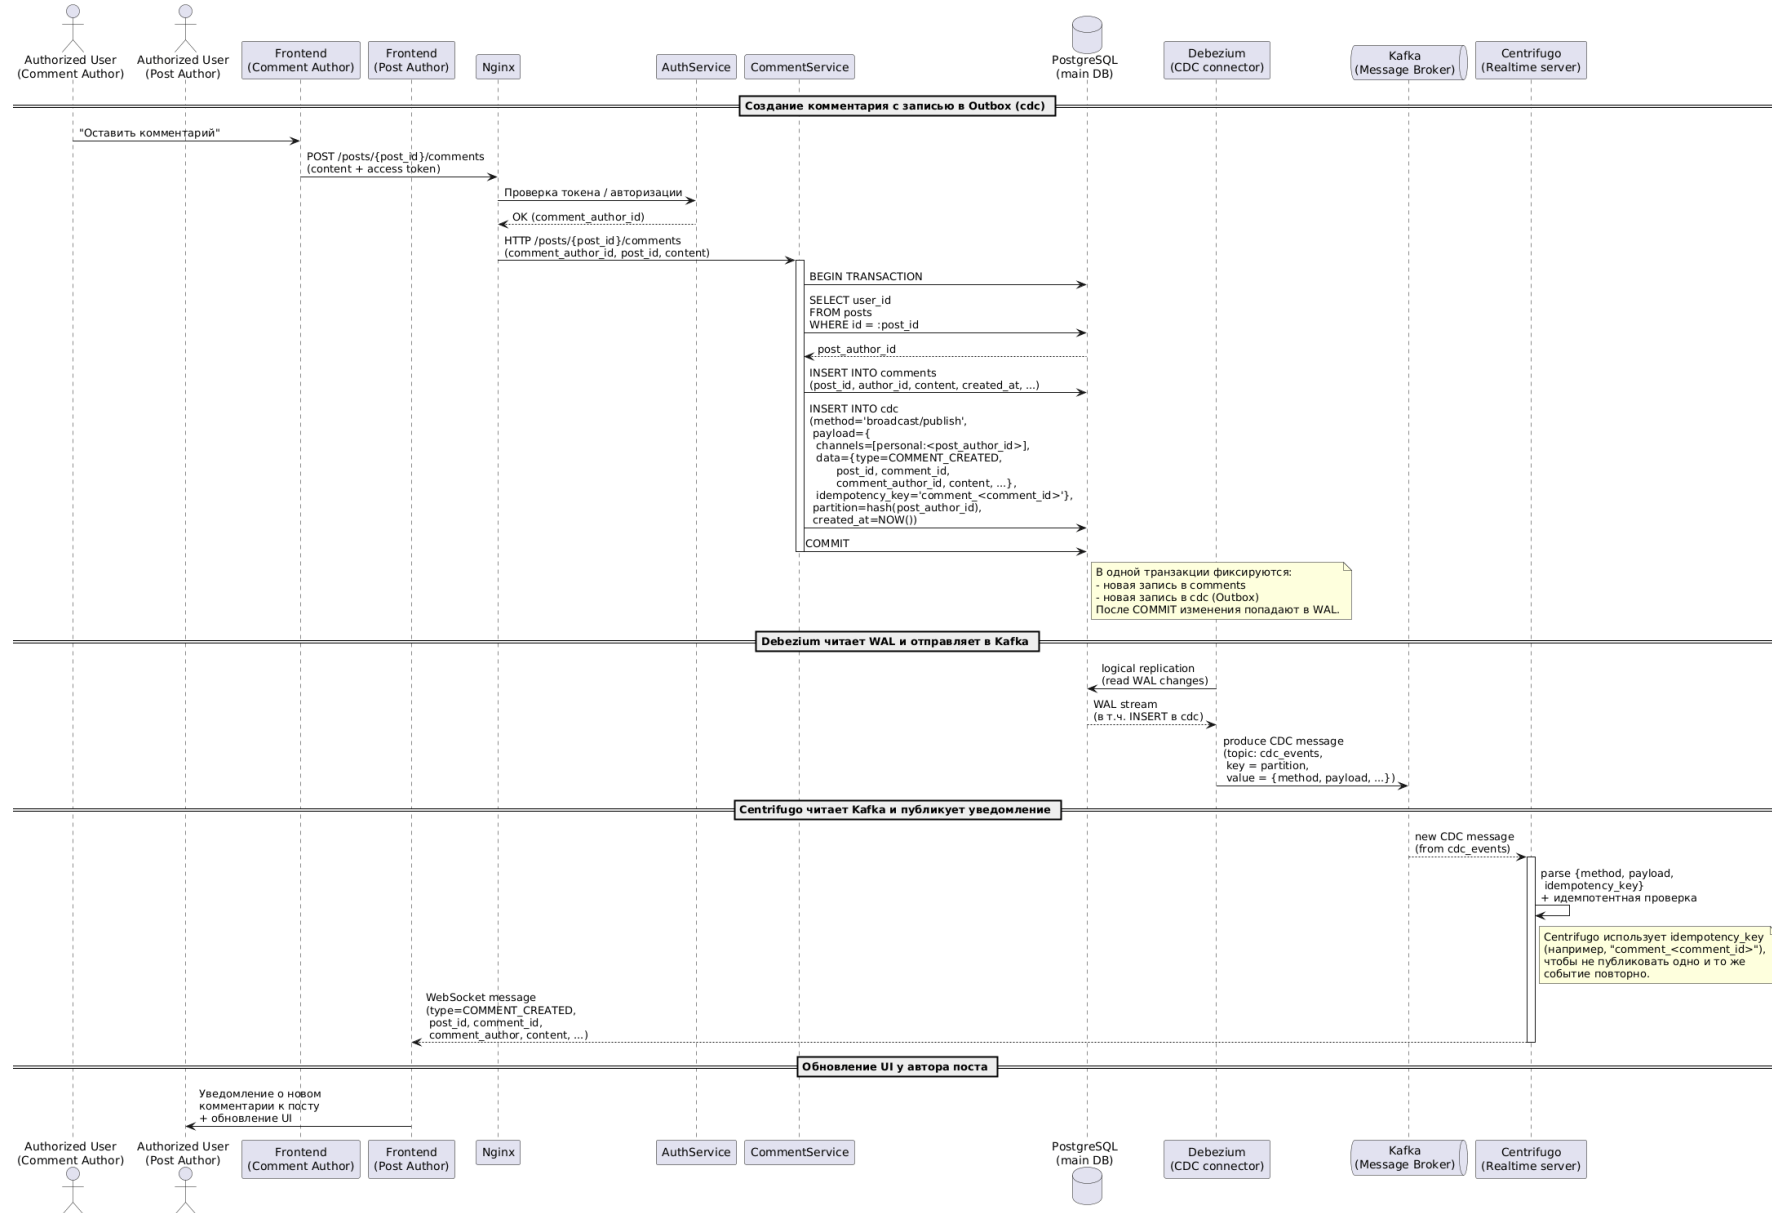 Authorized User
(Comment Author)
Authorized User
(Post Author)
Frontend
(Comment Author)
Frontend
(Post Author)
Nginx
AuthService
CommentService
PostgreSQL
(main DB)
Debezium
(CDC connector)
Kafka
(Message Broker)
Centrifugo
(Realtime server)
Создание комментария с записью в Outbox (cdc)
"Оставить комментарий"
POST /posts/{post_id}/comments
(content + access token)
Проверка токена / авторизации
OK (comment_author_id)
HTTP /posts/{post_id}/comments
(comment_author_id, post_id, content)
BEGIN TRANSACTION
SELECT user_id
FROM posts
WHERE id = :post_id
post_author_id
INSERT INTO comments
(post_id, author_id, content, created_at, ...)
INSERT INTO cdc
(method='broadcast/publish',
payload={
channels=[personal:<post_author_id>],
data={type=COMMENT_CREATED,
post_id, comment_id,
comment_author_id, content, ...},
idempotency_key='comment_<comment_id>'},
partition=hash(post_author_id),
created_at=NOW())
COMMIT
В одной транзакции фиксируются:
- новая запись в comments
- новая запись в cdc (Outbox)
После COMMIT изменения попадают в WAL.
Debezium читает WAL и отправляет в Kafka
logical replication
(read WAL changes)
WAL stream
(в т.ч. INSERT в cdc)
produce CDC message
(topic: cdc_events,
key = partition,
value = {method, payload, ...})
Centrifugo читает Kafka и публикует уведомление
new CDC message
(from cdc_events)
parse {method, payload,
idempotency_key}
+ идемпотентная проверка
Centrifugo использует idempotency_key
(например, "comment_<comment_id>"),
чтобы не публиковать одно и то же
событие повторно.
WebSocket message
(type=COMMENT_CREATED,
post_id, comment_id,
comment_author, content, ...)
Обновление UI у автора поста
Уведомление о новом
комментарии к посту
+ обновление UI
Authorized User
(Comment Author)
Authorized User
(Post Author)
Frontend
(Comment Author)
Frontend
(Post Author)
Nginx
AuthService
CommentService
PostgreSQL
(main DB)
Debezium
(CDC connector)
Kafka
(Message Broker)
Centrifugo
(Realtime server)